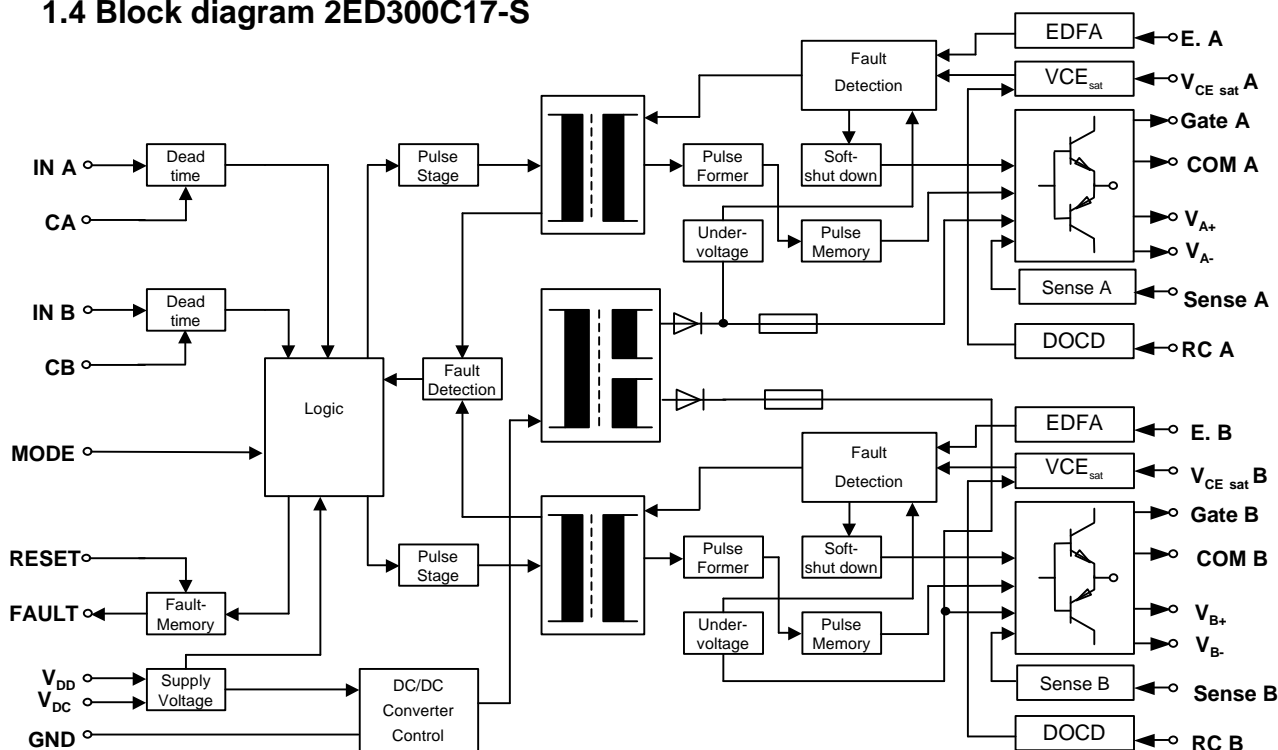 1.4 Block diagram 2ED300C17-S
EDFA
E. A
Fault
Detection
VCEsat
VCE sat A
Gate A
IN A
Dead
time
Pulse
Stage
Pulse
Former
Soft-
shut down
COM A
CA
Under-
voltage
Pulse
Memory
VA+
VA-
Sense A
Sense A
IN B
Dead
time
DOCD
RC A
CB
Fault
Detection
Logic
EDFA
E. B
MODE
Fault
Detection
VCEsat
VCE sat B
Gate B
RESET
Pulse
Stage
Pulse
Former
Soft-
shut down
COM B
FAULT
Fault-
Memory
Under-
voltage
Pulse
Memory
VB+
VB-
VDD
VDC
Supply
Voltage
DC/DC
Converter
Control
Sense B
Sense B
GND
DOCD
RC B